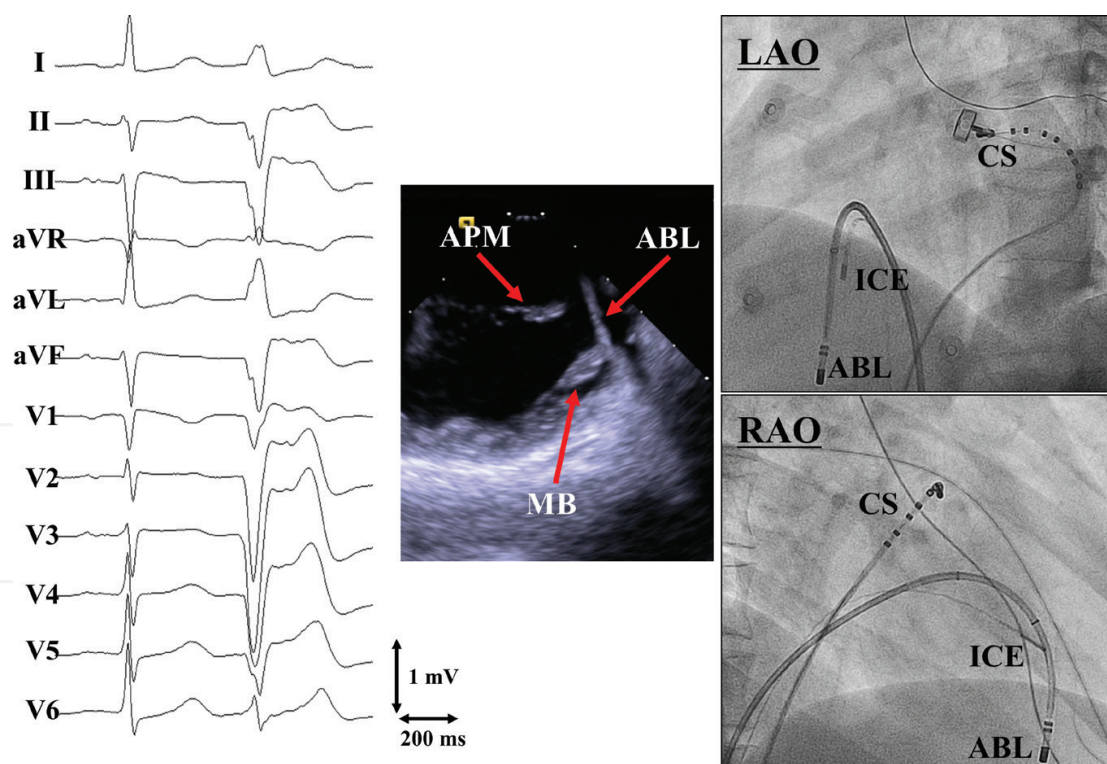 I
II
III
aVR
aVL
aVF
V1
V2
V3
V4
V5
V6
1 mV
200 ms
APM
ABL
MB
LAO
CS
ICE
ABL
RAO
CS
ICE
ABL